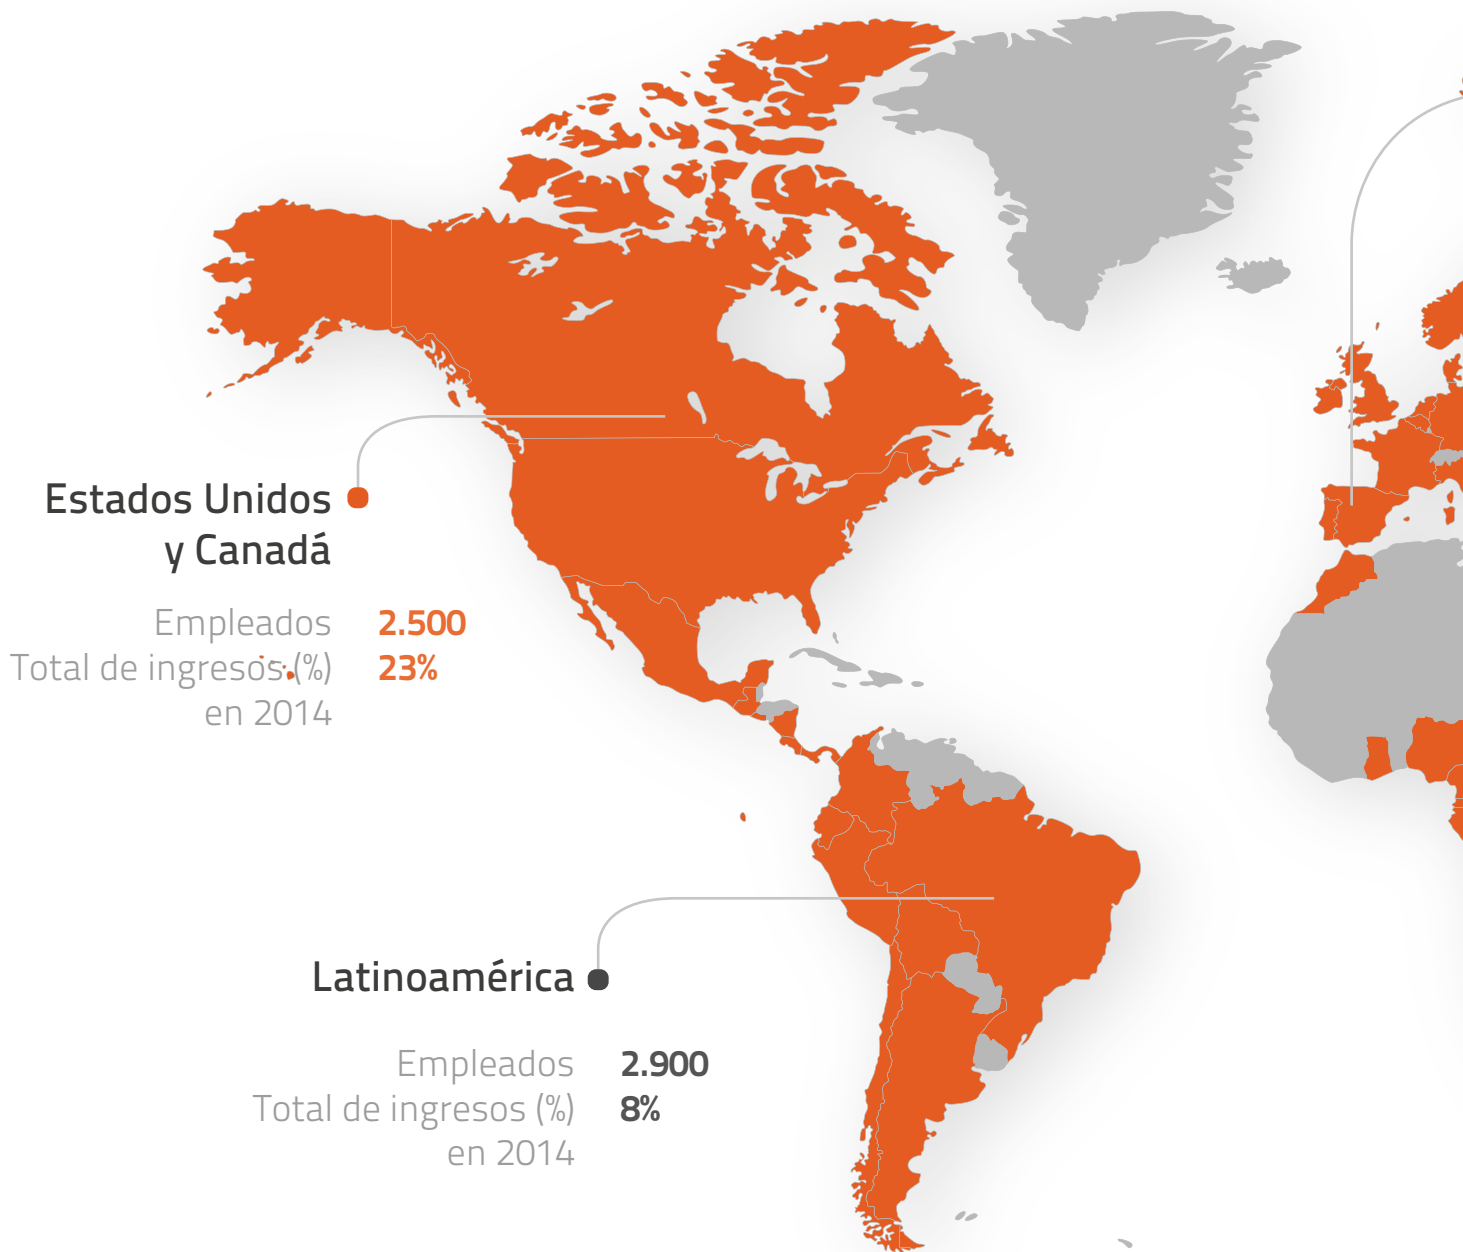 Estados Unidos
y Canadá
Empleados 2.500
Total de ingresos (%) 23%
en 2014
Latinoamérica
Empleados 2.900
Total de ingresos (%) 8%
en 2014